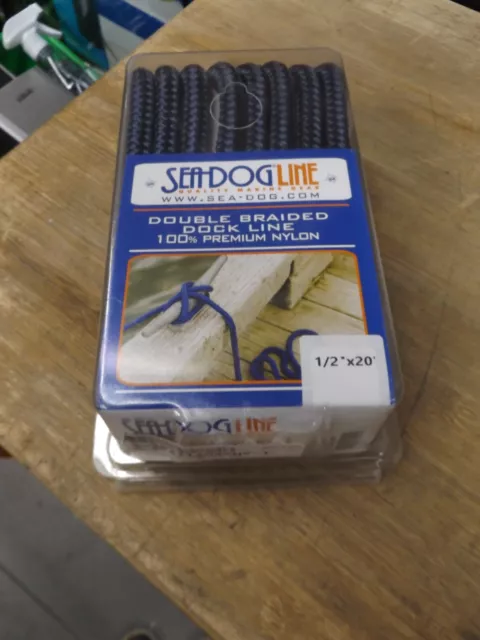 SEA-DOG LINE
QUALITY MARINE GEAR
WWW.SEA-DOG.COM
DOUBLE BRAIDED
DOCK LINE
100% PREMIUM NYLON
1/2"x20'
SEA-DOG LINE